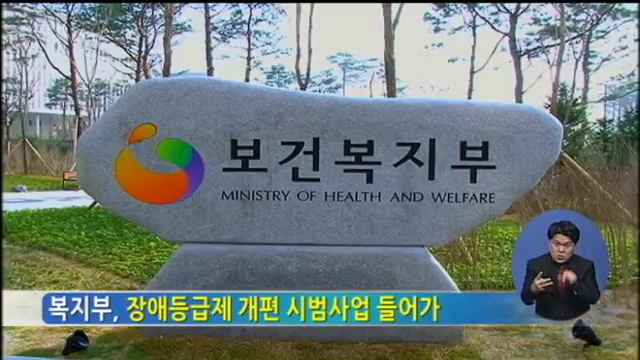 보건복지부
MINISTRY OF HEALTH AND WELFARE
복지부, 장애등급제 개편 시범사업 들어가